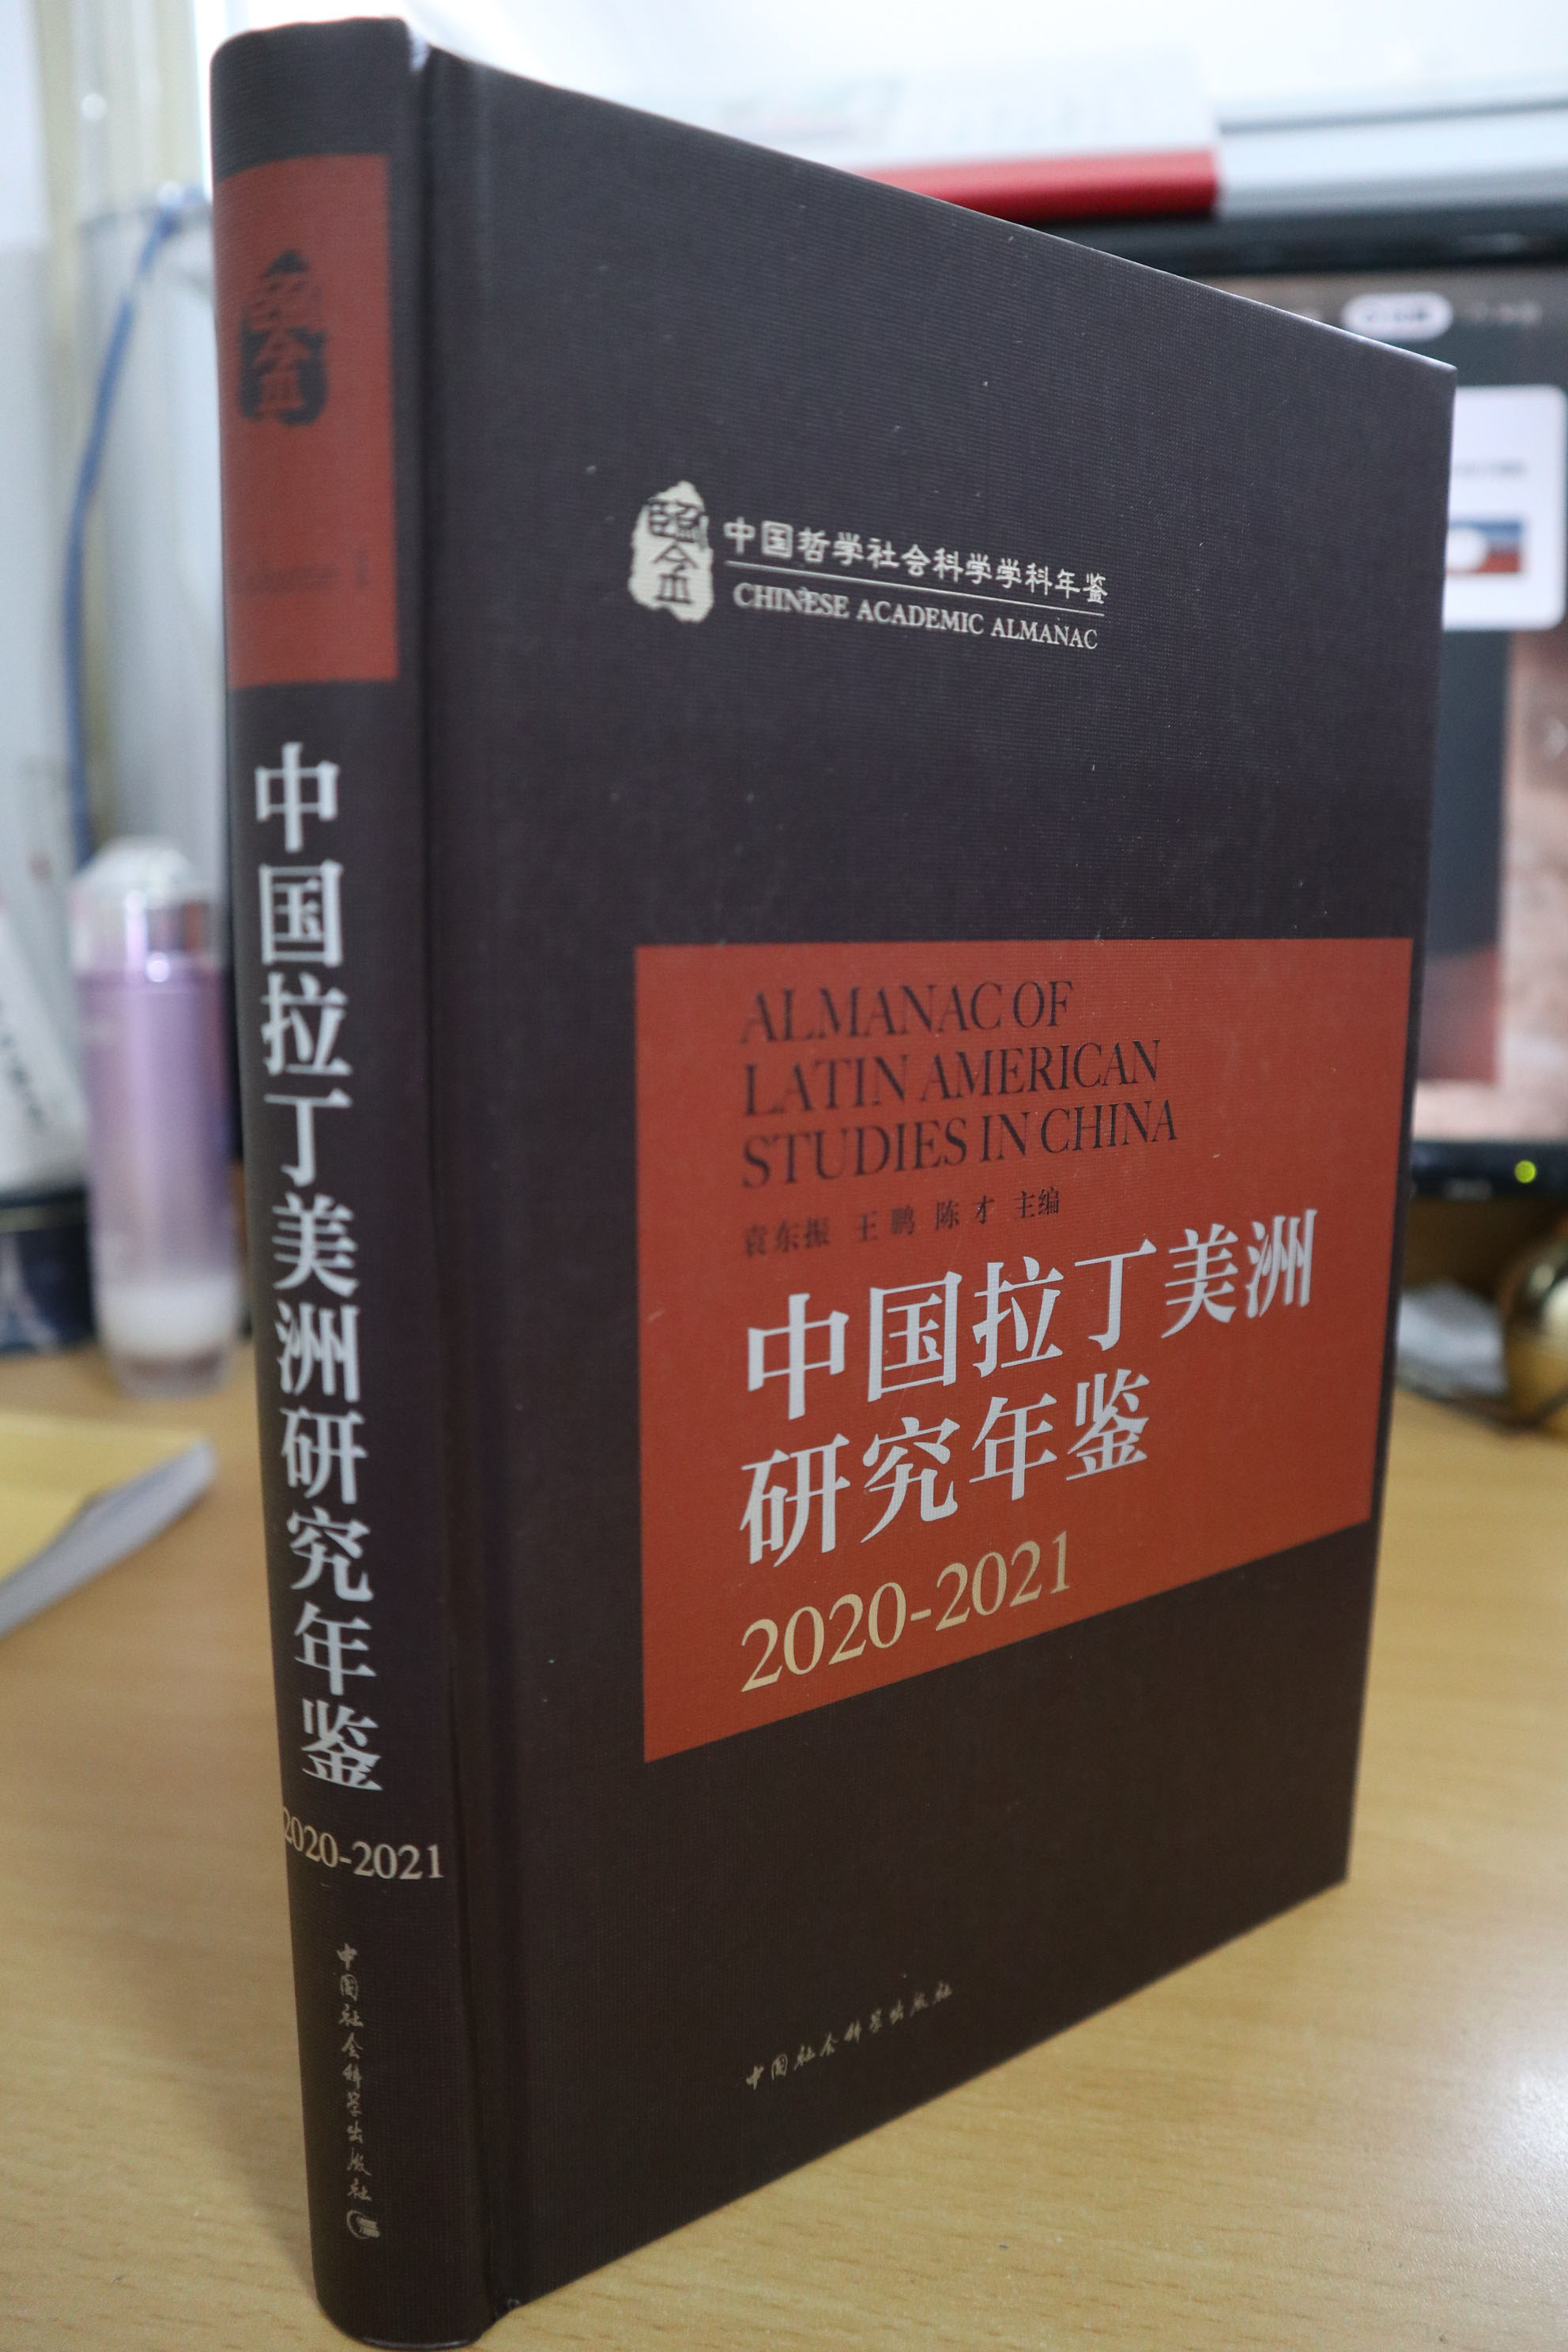 中国哲学社会科学学科年鉴
CHINESE ACADEMIC ALMANAC
ALMANAC OF
LATIN AMERICAN
STUDIES IN CHINA
袁东振 王鹏 陈才 主编
中国拉丁美洲
研究年鉴
2020-2021
中国社会科学出版社
中国拉丁美洲研究年鉴
2020-2021
中国社会科学出版社